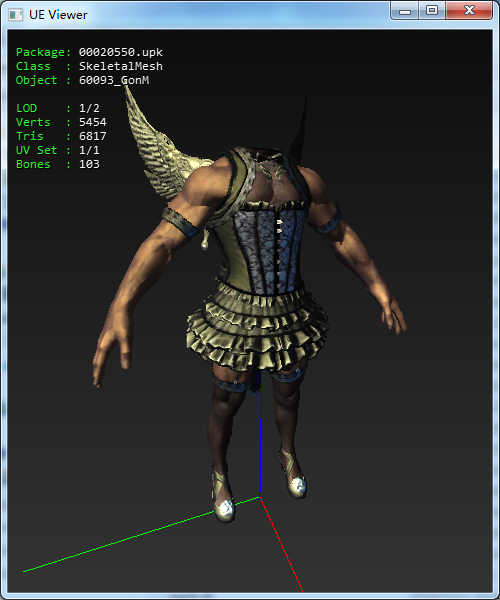 UE Viewer
Package: 00020550.upk
Class  : SkeletalMesh
Object : 60093_GonM
LOD    : 1/2
Verts  : 5454
Tris   : 6817
UV Set : 1/1
Bones  : 103